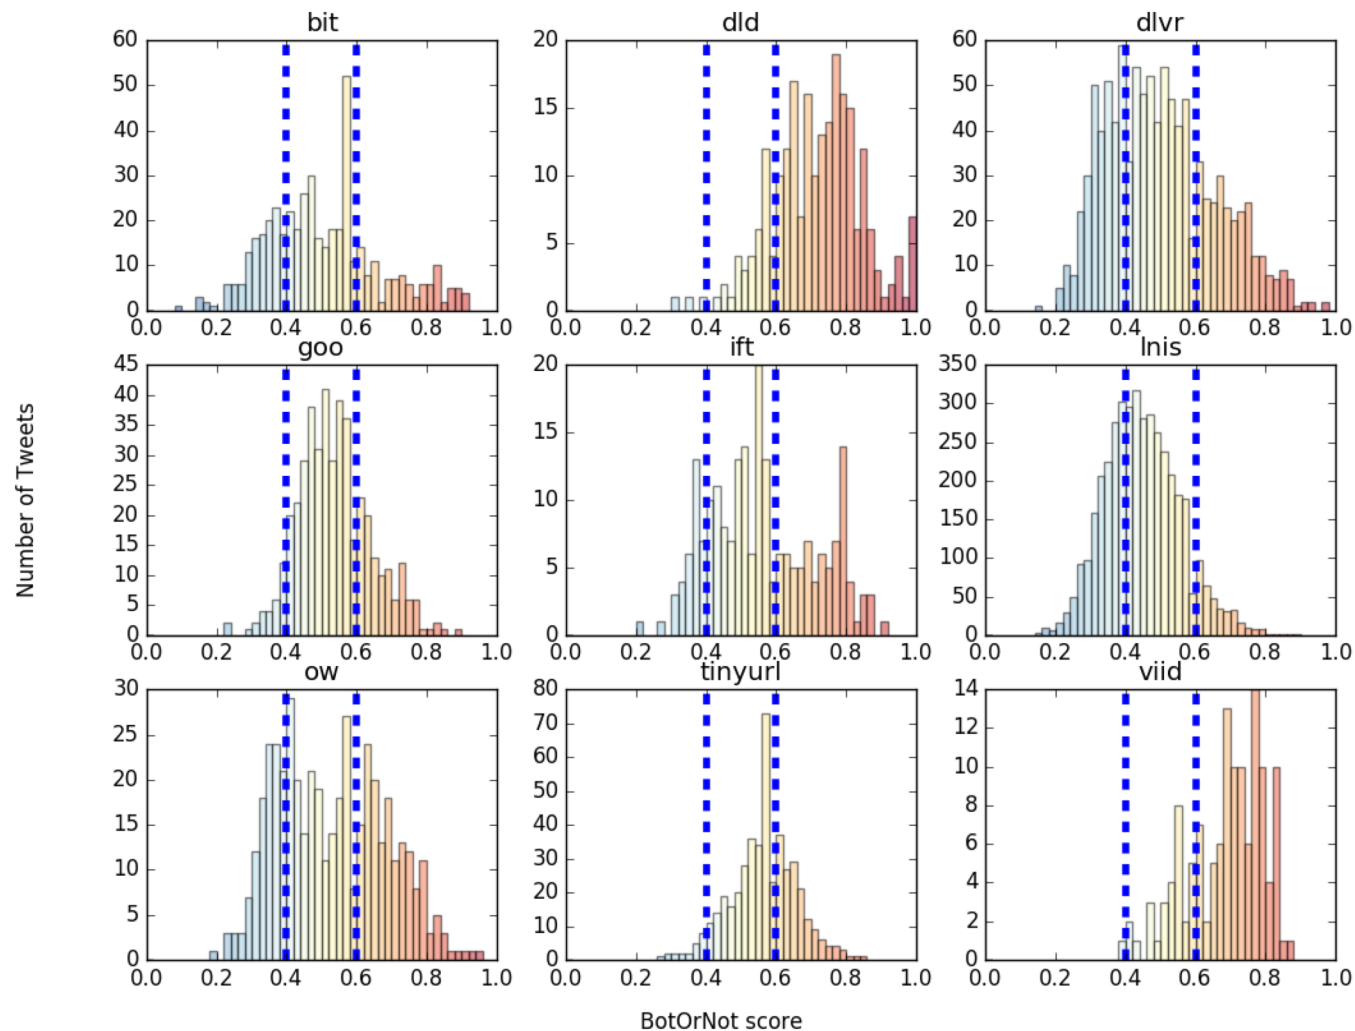 bit dld dlvr
60 20 60
50 50
15
40 40
30 10 30
20 20
5
10 10
0 0 0
0.0 0.2 0.4 0.6 0.8 1.0 0.0 0.2 0.4 0.6 0.8 1.0 0.0 0.2 0.4 0.6 0.8 1.0
goo ift lnis
45 20 350
40 300
35 15 250
30
25 200
20 10 150
15 100
10 5
5 50
0 0 0
0.0 0.2 0.4 0.6 0.8 1.0 0.0 0.2 0.4 0.6 0.8 1.0 0.0 0.2 0.4 0.6 0.8 1.0
ow tinyurl viid
30 80 14
25 70 12
20 60 10
50 8
15 40
30 6
10 20 4
5 10 2
0 0 0
0.0 0.2 0.4 0.6 0.8 1.0 0.0 0.2 0.4 0.6 0.8 1.0 0.0 0.2 0.4 0.6 0.8 1.0
Number of Tweets
BotOrNot score